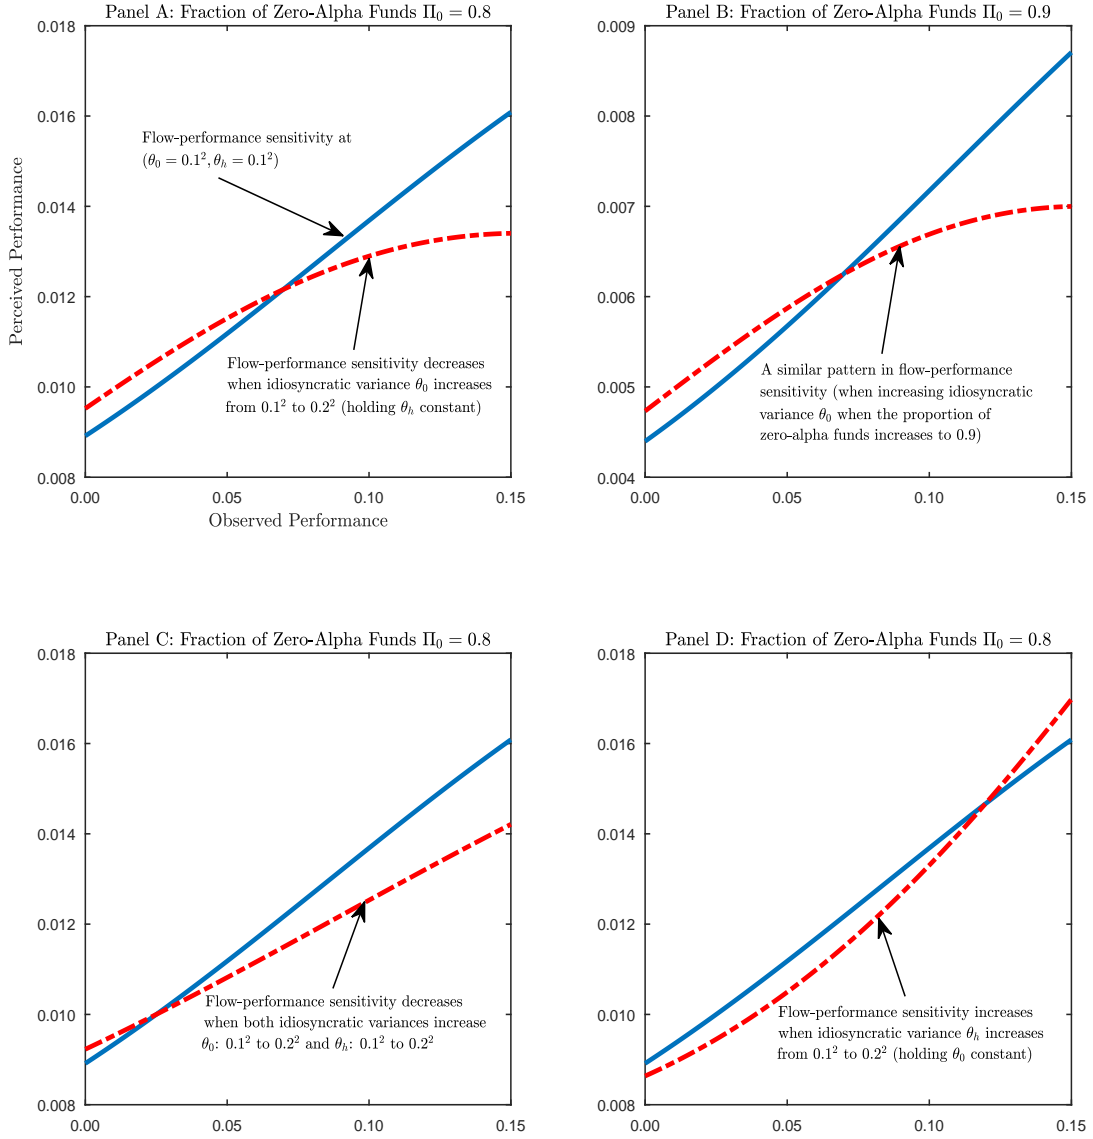 Panel A: Fraction of Zero-Alpha Funds Π₀ = 0.8
0.018
0.016
0.014
0.012
0.010
0.008
Perceived Performance
Flow-performance sensitivity at
(θ₀ = 0.1², θₕ = 0.1²)
Flow-performance sensitivity decreases
when idiosyncratic variance θ₀ increases
from 0.1² to 0.2² (holding θₕ constant)
0.00 0.05 0.10 0.15
Observed Performance
Panel B: Fraction of Zero-Alpha Funds Π₀ = 0.9
0.009
0.008
0.007
0.006
0.005
0.004
A similar pattern in flow-performance
sensitivity (when increasing idiosyncratic
variance θ₀ when the proportion of
zero-alpha funds increases to 0.9)
0.00 0.05 0.10 0.15
Panel C: Fraction of Zero-Alpha Funds Π₀ = 0.8
0.018
0.016
0.014
0.012
0.010
0.008
Flow-performance sensitivity decreases
when both idiosyncratic variances increase
θ₀: 0.1² to 0.2² and θₕ: 0.1² to 0.2²
0.00 0.05 0.10 0.15
Panel D: Fraction of Zero-Alpha Funds Π₀ = 0.8
0.018
0.016
0.014
0.012
0.010
0.008
Flow-performance sensitivity increases
when idiosyncratic variance θₕ increases
from 0.1² to 0.2² (holding θ₀ constant)
0.00 0.05 0.10 0.15